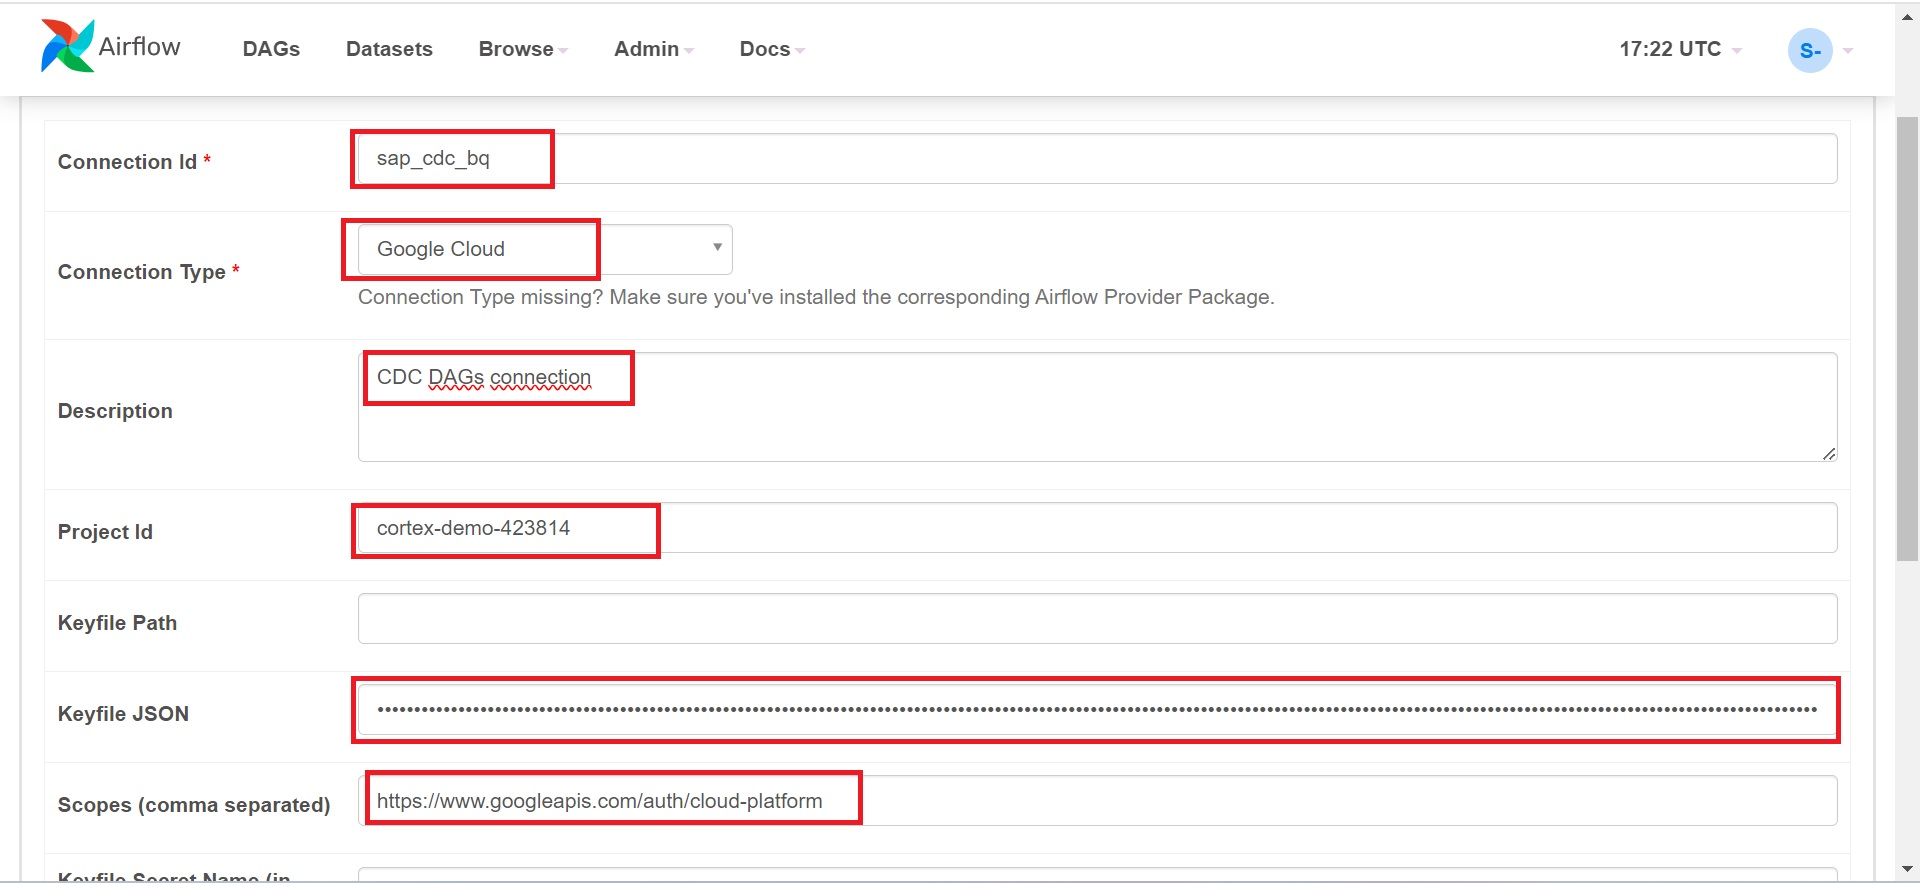 Airflow DAGs Datasets Browse Admin Docs 17:22 UTC S-
Connection Id * sap_cdc_bq
Connection Type * Google Cloud
Connection Type missing? Make sure you've installed the corresponding Airflow Provider Package.
Description CDC DAGs connection
Project Id cortex-demo-423814
Keyfile Path
Keyfile JSON
Scopes (comma separated) https://www.googleapis.com/auth/cloud-platform
Keyfile Secret Name (in